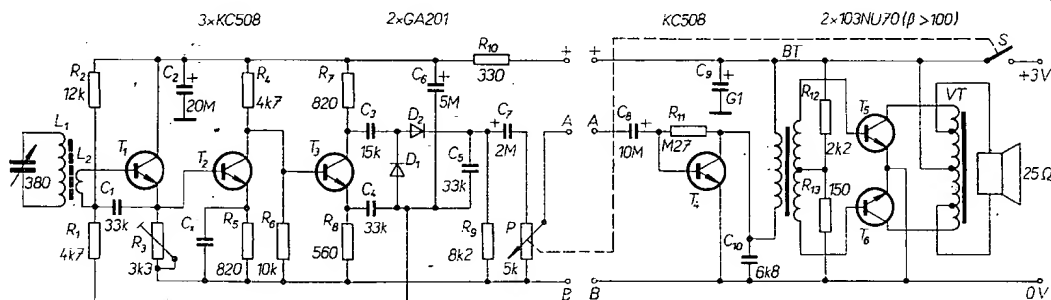 3×KC508 2×GA201 KC508 2×103NU70 (β>100)
R10 330
+ +
BT
S
+3V
R2 12k
C2 + 20M
R4 4k7
R7 820
C6 + 5M
C9 + G1
R12 2k2
T5
VT
L1
L2
380
T1
C1 33k
T2
T3
C3 15k
D2
D1
C7 + 2M
C5 33k
A A
C8 + 10M
R11 M27
T4
25Ω
R1 4k7
R3 3k3
Cx
R5 820
R6 10k
R8 560
C4 33k
R9 8k2
P 5k
C10 6k8
R13 150
T6
B B
0V